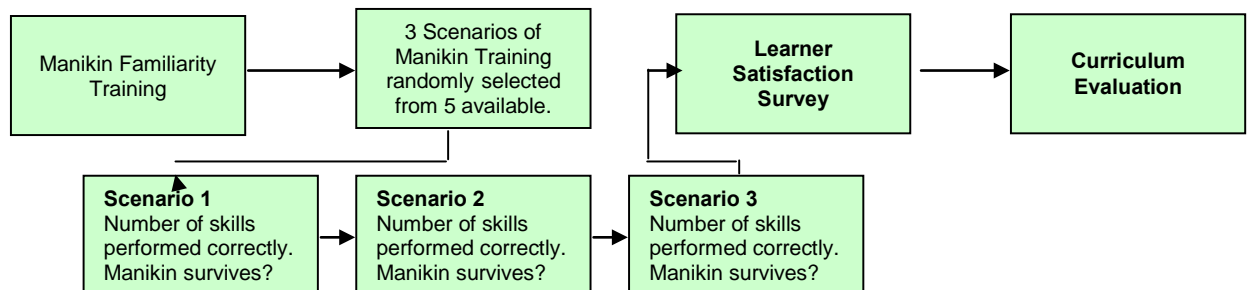 Manikin Familiarity
Training
3 Scenarios of
Manikin Training
randomly selected
from 5 available.
Learner
Satisfaction
Survey
Curriculum
Evaluation
Scenario 1
Number of skills
performed correctly.
Manikin survives?
Scenario 2
Number of skills
performed correctly.
Manikin survives?
Scenario 3
Number of skills
performed correctly.
Manikin survives?